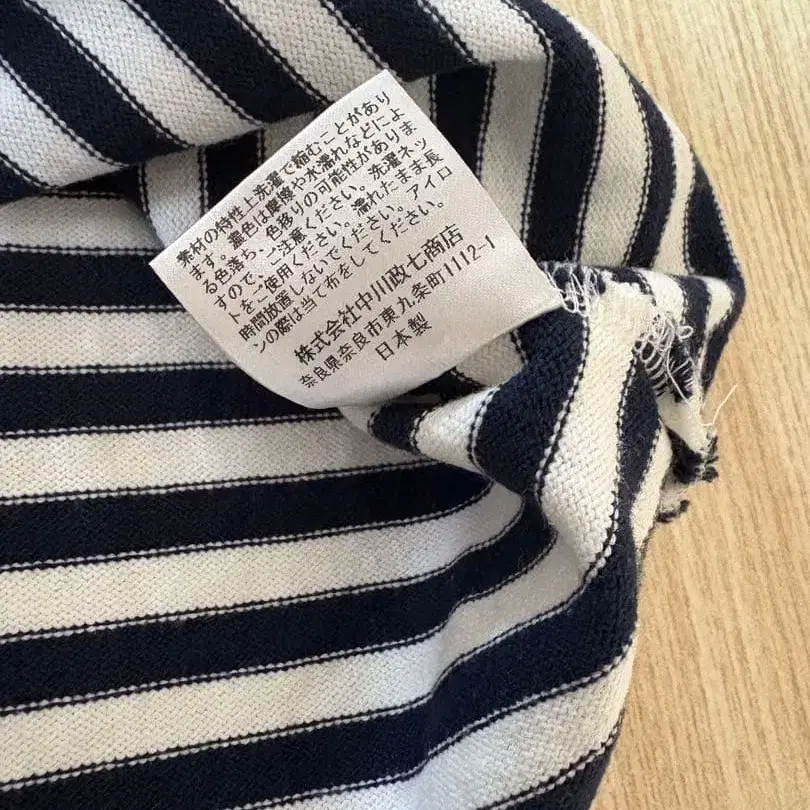 素材の特性上洗濯で縮むことがあり
ます。濃色は摩擦や水濡れなどによ
る色落ち、色移りの可能性がありま
すので、ご注意ください。洗濯ネッ
トをご使用ください。濡れたまま長
時間放置しないでください。アイロ
ンの際は当て布をしてください。
株式会社中川政七商店
奈良県奈良市東九条町1112-1
日本製